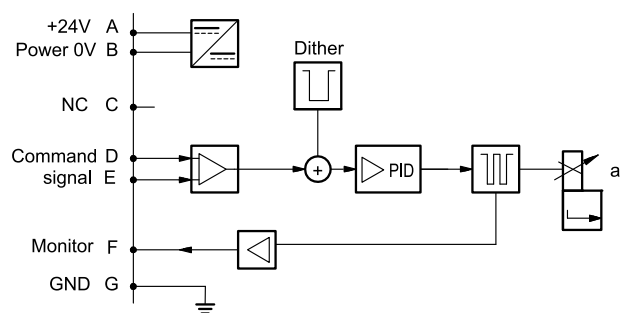 +24V A
Power 0V B
Dither
NC C
Command D
signal E
+
PID
a
Monitor F
GND G